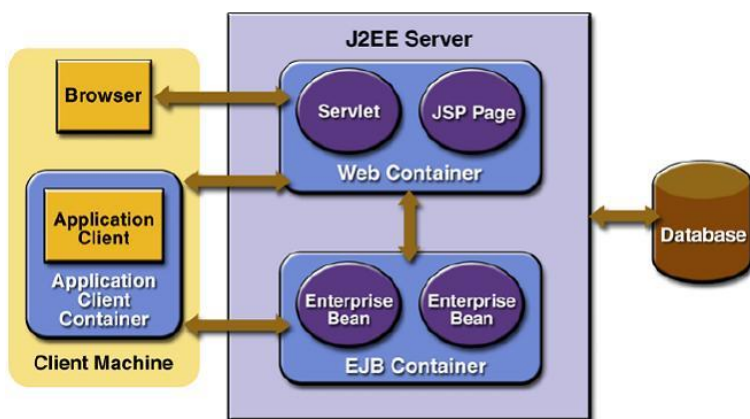 J2EE Server
Browser
Servlet
JSP Page
Web Container
Application
Client
Application
Client
Container
Client Machine
Enterprise
Bean
Enterprise
Bean
EJB Container
Database